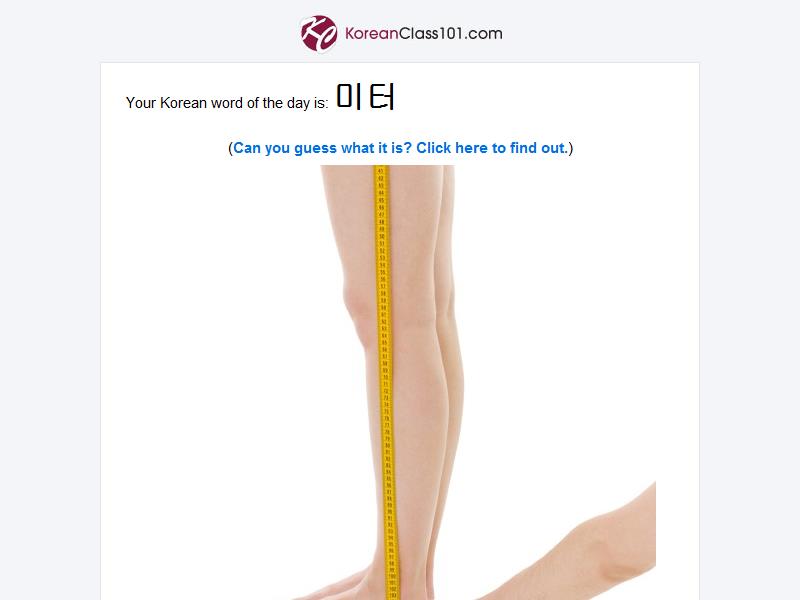 KoreanClass101.com
Your Korean word of the day is: 미터
(Can you guess what it is? Click here to find out.)